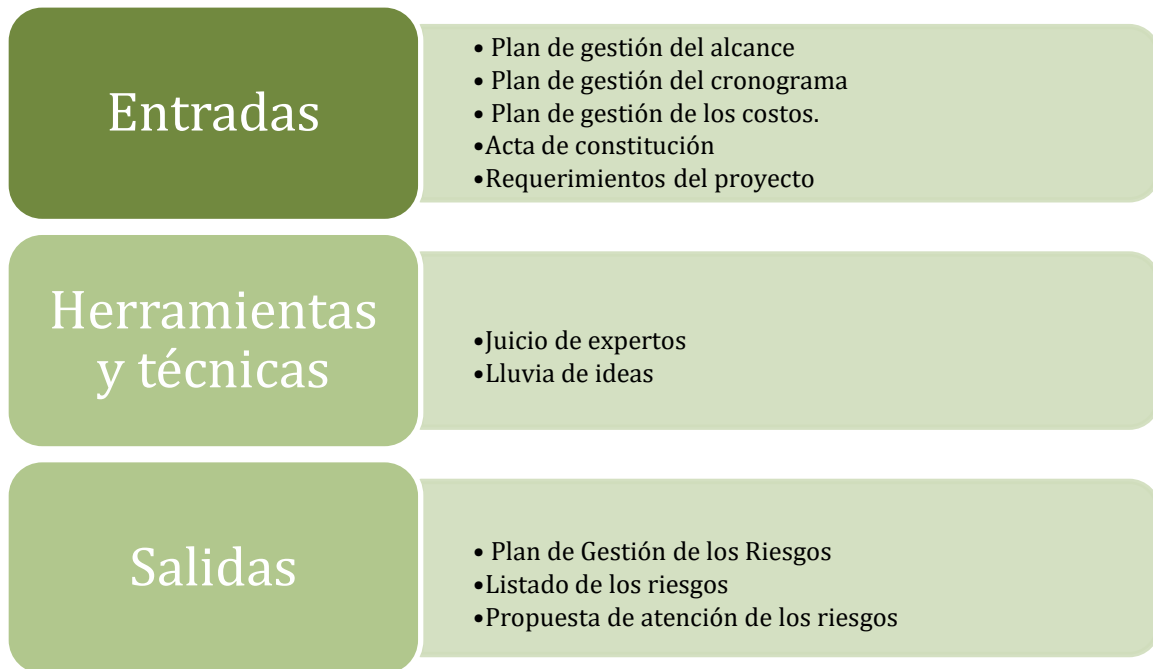 Entradas
• Plan de gestión del alcance
• Plan de gestión del cronograma
• Plan de gestión de los costos.
•Acta de constitución
•Requerimientos del proyecto
Herramientas
y técnicas
•Juicio de expertos
•Lluvia de ideas
Salidas
• Plan de Gestión de los Riesgos
•Listado de los riesgos
•Propuesta de atención de los riesgos